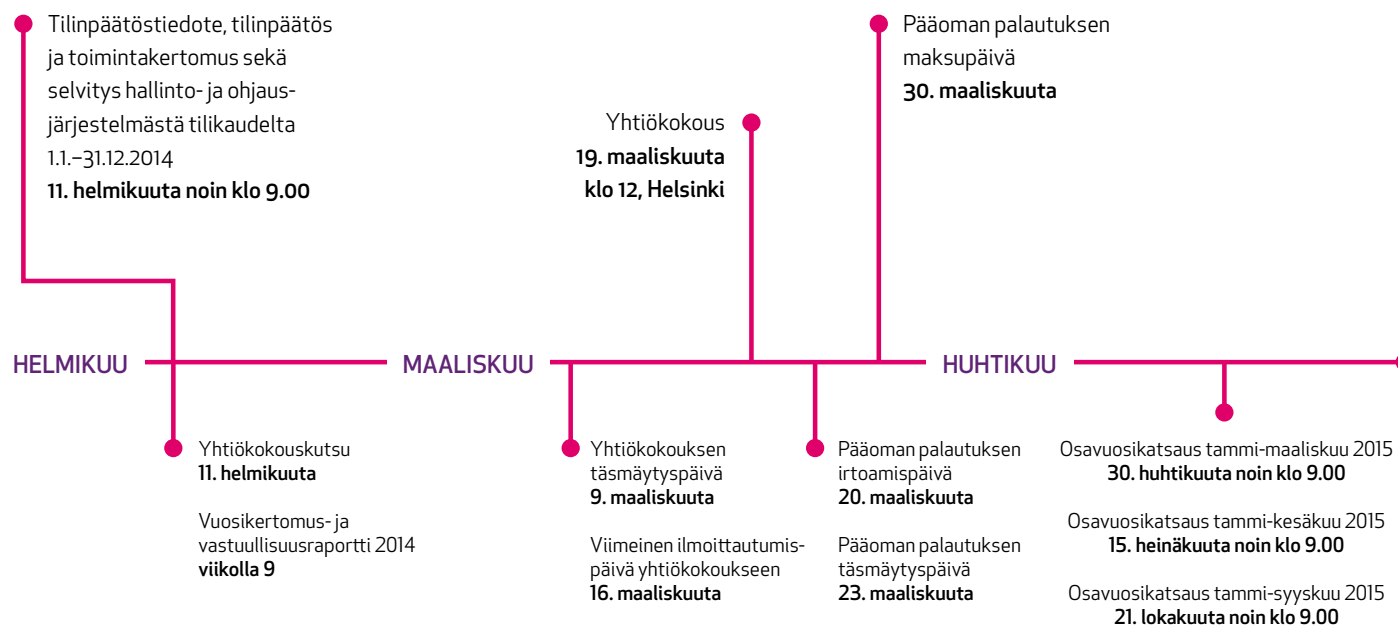 Tilinpäätöstiedote, tilinpäätös
ja toimintakertomus sekä
selvitys hallinto- ja ohjaus-
järjestelmästä tilikaudelta
1.1.–31.12.2014
11. helmikuuta noin klo 9.00
Yhtiökokous
19. maaliskuuta
klo 12, Helsinki
Pääoman palautuksen
maksupäivä
30. maaliskuuta
HELMIKUU
MAALISKUU
HUHTIKUU
Yhtiökokouskutsu
11. helmikuuta
Vuosikertomus- ja
vastuullisuusraportti 2014
viikolla 9
Yhtiökokouksen
täsmäytyspäivä
9. maaliskuuta
Viimeinen ilmoittautumis-
päivä yhtiökokoukseen
16. maaliskuuta
Pääoman palautuksen
irtoamispäivä
20. maaliskuuta
Pääoman palautuksen
täsmäytyspäivä
23. maaliskuuta
Osavuosikatsaus tammi-maaliskuu 2015
30. huhtikuuta noin klo 9.00
Osavuosikatsaus tammi-kesäkuu 2015
15. heinäkuuta noin klo 9.00
Osavuosikatsaus tammi-syyskuu 2015
21. lokakuuta noin klo 9.00